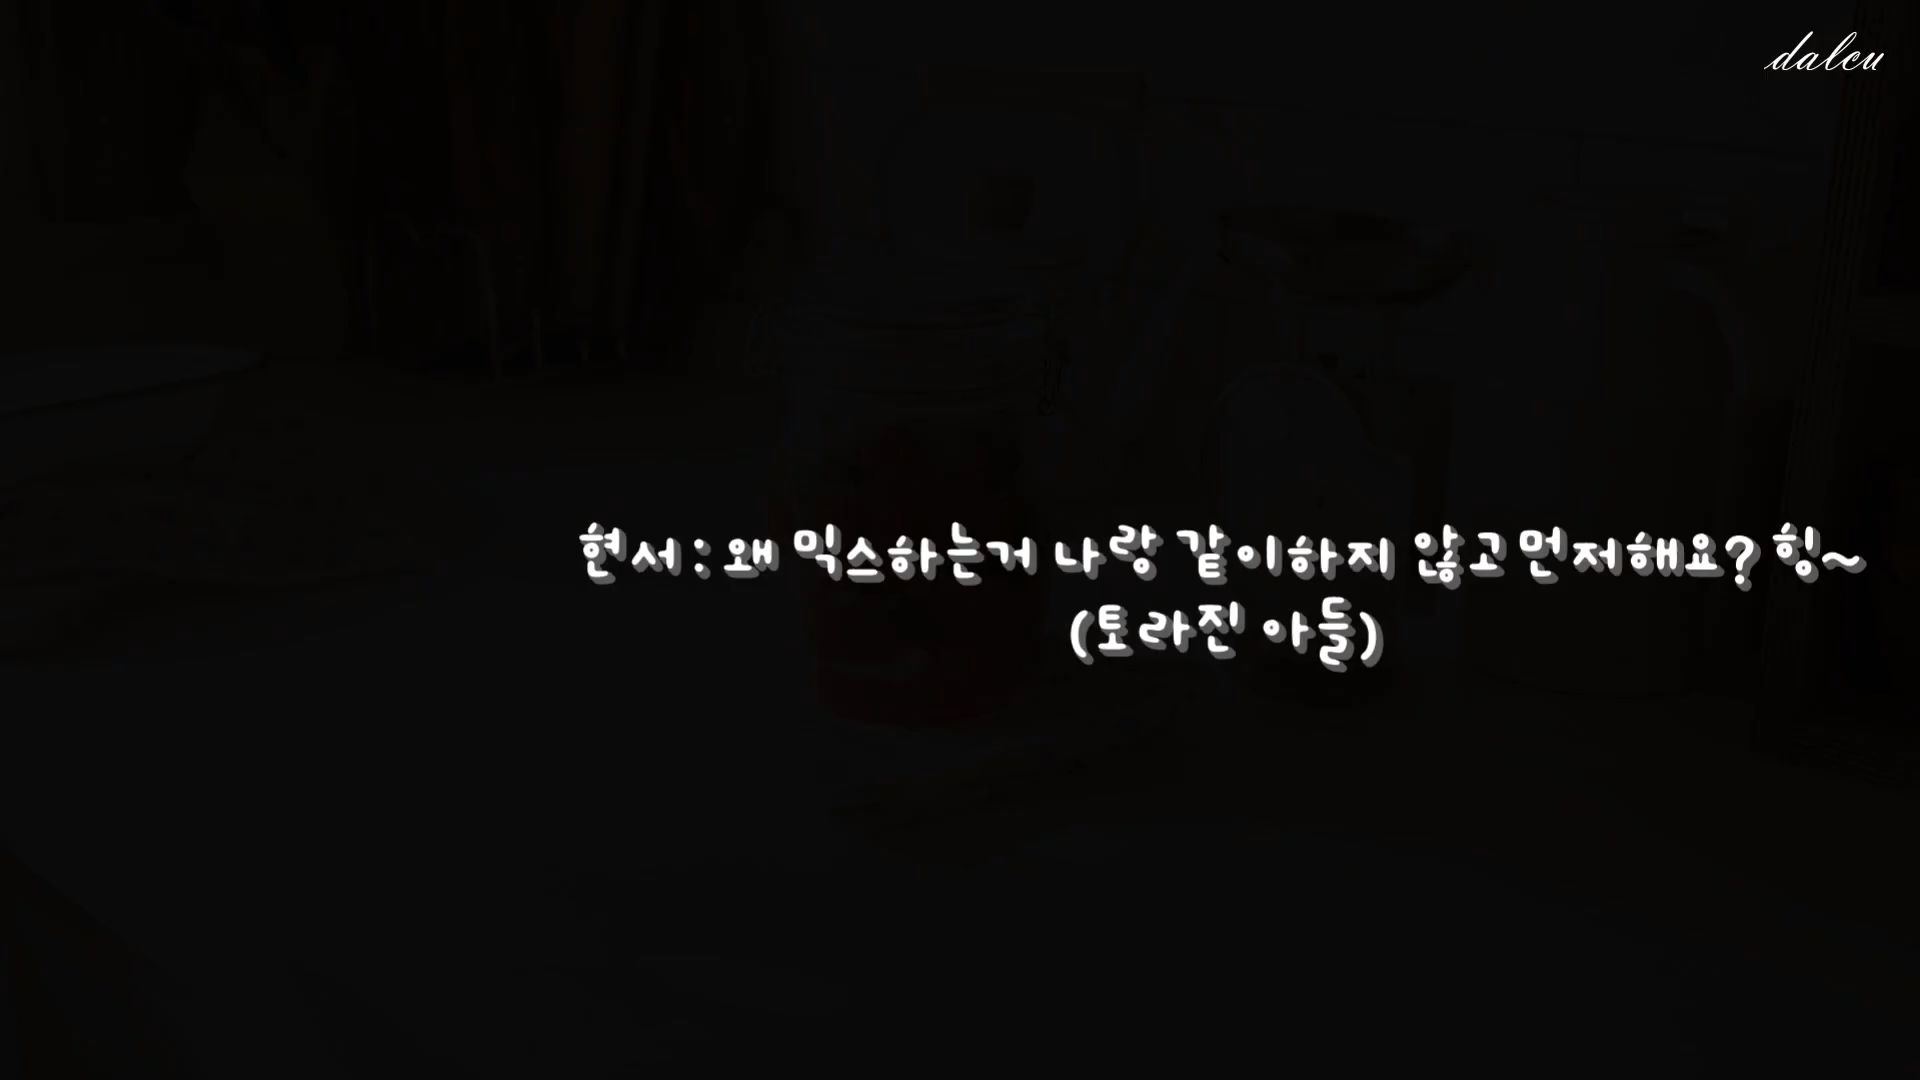 dalcu
현서 : 왜 믹스하는거 나랑 같이하지 않고 먼저해요? 힝~
(토라진 아들)